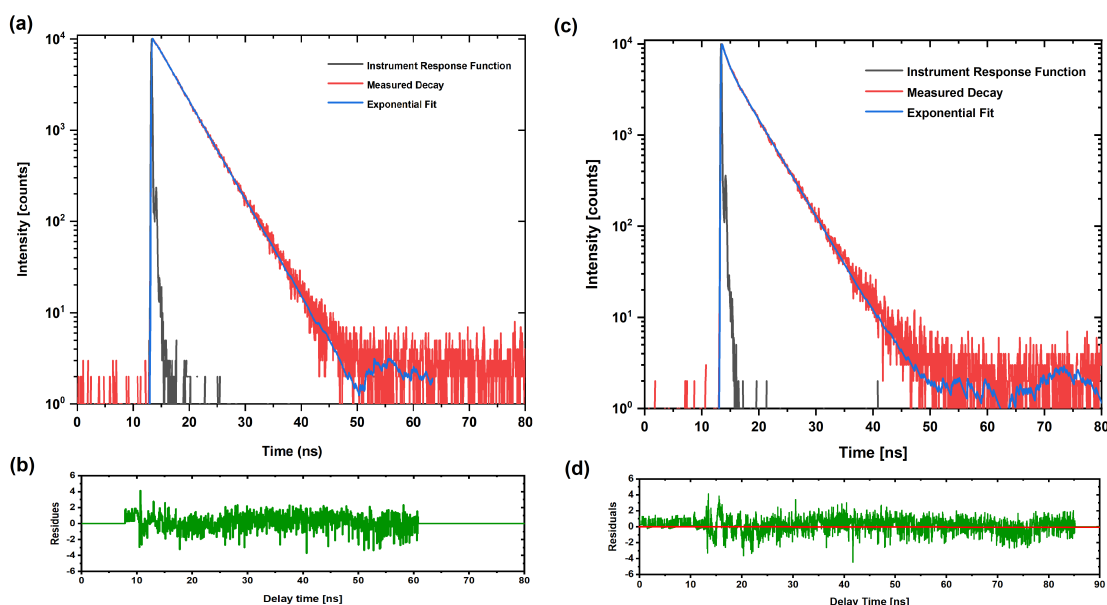 (a)
Instrument Response Function
Measured Decay
Exponential Fit
Intensity [counts]
10⁴
10³
10²
10¹
10⁰
0 10 20 30 40 50 60 70 80
Time (ns)
(b)
Residues
6
4
2
0
-2
-4
-6
0 10 20 30 40 50 60 70 80
Delay time [ns]
(c)
Instrument Response Function
Measured Decay
Exponential Fit
Intensity [counts]
10⁴
10³
10²
10¹
10⁰
0 10 20 30 40 50 60 70 80
Time [ns]
(d)
Residuals
6
4
2
0
-2
-4
-6
0 10 20 30 40 50 60 70 80 90
Delay Time [ns]